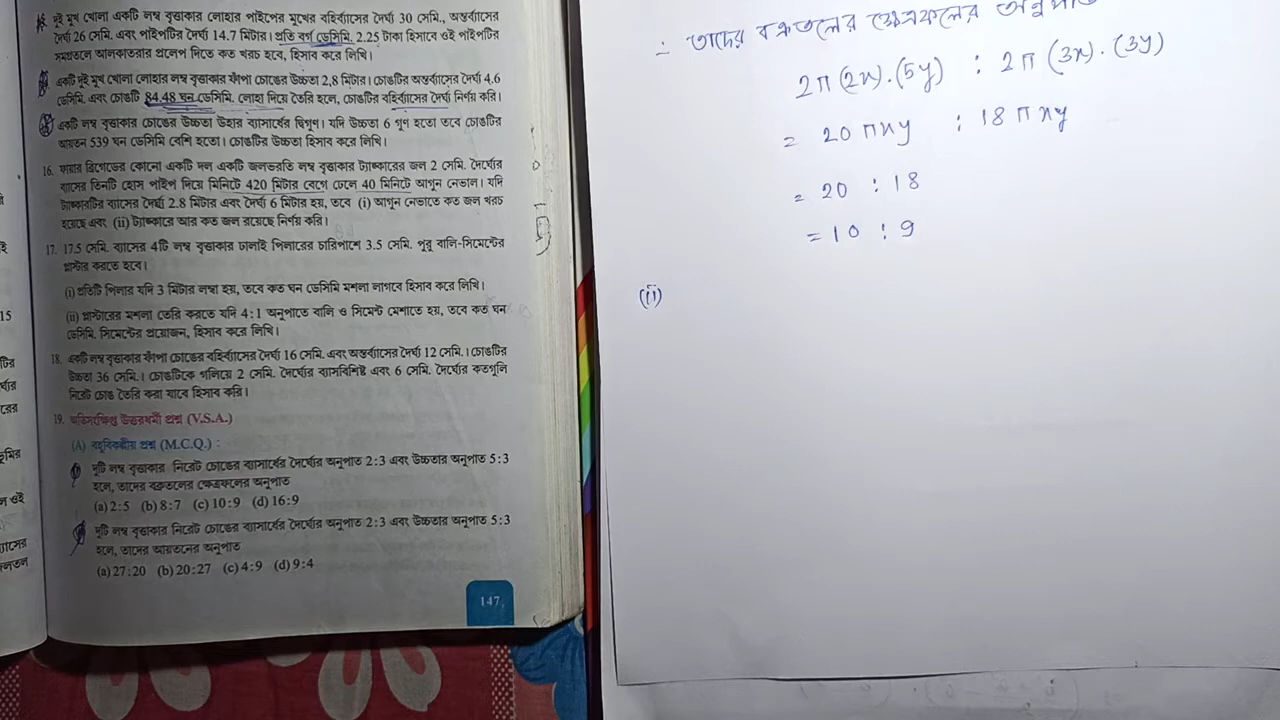 দুই মুখ খোলা একটি লম্ব বৃত্তাকার লোহার পাইপের মুখের বহির্ব্যাসের দৈর্ঘ্য 30 সেমি., অন্তর্ব্যাসের
দৈর্ঘ্য 26 সেমি. এবং পাইপটির দৈর্ঘ্য 14.7 মিটার। প্রতি বর্গ ডেসিমি. 2.25 টাকা হিসাবে ওই পাইপটির
সমগ্রতলে আলকাতরার প্রলেপ দিতে কত খরচ হবে, হিসাব করে লিখি।
একটি দুই মুখ খোলা লোহার লম্ব বৃত্তাকার ফাঁপা চোঙের উচ্চতা 2.8 মিটার। চোঙটির অন্তর্ব্যাসের দৈর্ঘ্য 4.6
ডেসিমি. এবং চোঙটি 84.48 ঘন ডেসিমি. লোহা দিয়ে তৈরি হলে, চোঙটির বহির্ব্যাসের দৈর্ঘ্য নির্ণয় করি।
একটি লম্ব বৃত্তাকার চোঙের উচ্চতা উহার ব্যাসার্ধের দ্বিগুণ। যদি উচ্চতা 6 গুণ হতো তবে চোঙটির
আয়তন 539 ঘন ডেসিমি বেশি হতো। চোঙটির উচ্চতা হিসাব করে লিখি।
16. ফায়ার ব্রিগেডের কোনো একটি দল একটি জলভরতি লম্ব বৃত্তাকার ট্যাঙ্কারের জল 2 সেমি. দৈর্ঘ্যের
ব্যাসের তিনটি হোস পাইপ দিয়ে মিনিটে 420 মিটার বেগে ঢেলে 40 মিনিটে আগুন নেভাল। যদি
ট্যাঙ্কারটির ব্যাসের দৈর্ঘ্য 2.8 মিটার এবং দৈর্ঘ্য 6 মিটার হয়, তবে (i) আগুন নেভাতে কত জল খরচ
হয়েছে এবং (ii) ট্যাঙ্কারে আর কত জল রয়েছে নির্ণয় করি।
17. 17.5 সেমি. ব্যাসের 4টি লম্ব বৃত্তাকার ঢালাই পিলারের চারিপাশে 3.5 সেমি. পুরু বালি-সিমেন্টের
প্লাস্টার করতে হবে।
(i) প্রতিটি পিলার যদি 3 মিটার লম্বা হয়, তবে কত ঘন ডেসিমি মশলা লাগবে হিসাব করে লিখি।
(ii) প্লাস্টারের মশলা তৈরি করতে যদি 4:1 অনুপাতে বালি ও সিমেন্ট মেশাতে হয়, তবে কত ঘন
ডেসিমি. সিমেন্টের প্রয়োজন, হিসাব করে লিখি।
18. একটি লম্ব বৃত্তাকার ফাঁপা চোঙের বহির্ব্যাসের দৈর্ঘ্য 16 সেমি. এবং অন্তর্ব্যাসের দৈর্ঘ্য 12 সেমি.। চোঙটির
উচ্চতা 36 সেমি.। চোঙটিকে গলিয়ে 2 সেমি. দৈর্ঘ্যের ব্যাসবিশিষ্ট এবং 6 সেমি. দৈর্ঘ্যের কতগুলি
নিরেট চোঙ তৈরি করা যাবে হিসাব করি।
19. অতিসংক্ষিপ্ত উত্তরধর্মী প্রশ্ন (V.S.A.)
(A) বহুবিকল্পীয় প্রশ্ন (M.C.Q.) :
দুটি লম্ব বৃত্তাকার নিরেট চোঙের ব্যাসার্ধের দৈর্ঘ্যের অনুপাত 2:3 এবং উচ্চতার অনুপাত 5:3
হলে, তাদের বক্রতলের ক্ষেত্রফলের অনুপাত
(a) 2:5 (b) 8:7 (c) 10:9 (d) 16:9
দুটি লম্ব বৃত্তাকার নিরেট চোঙের ব্যাসার্ধের দৈর্ঘ্যের অনুপাত 2:3 এবং উচ্চতার অনুপাত 5:3
হলে, তাদের আয়তনের অনুপাত
(a) 27:20 (b) 20:27 (c) 4:9 (d) 9:4
147
15
∴ তাদের বক্রতলের ক্ষেত্রফলের অনুপাত
2π(2x).(5y) : 2π(3x).(3y)
= 20πxy : 18πxy
= 20 : 18
= 10 : 9
(ii)